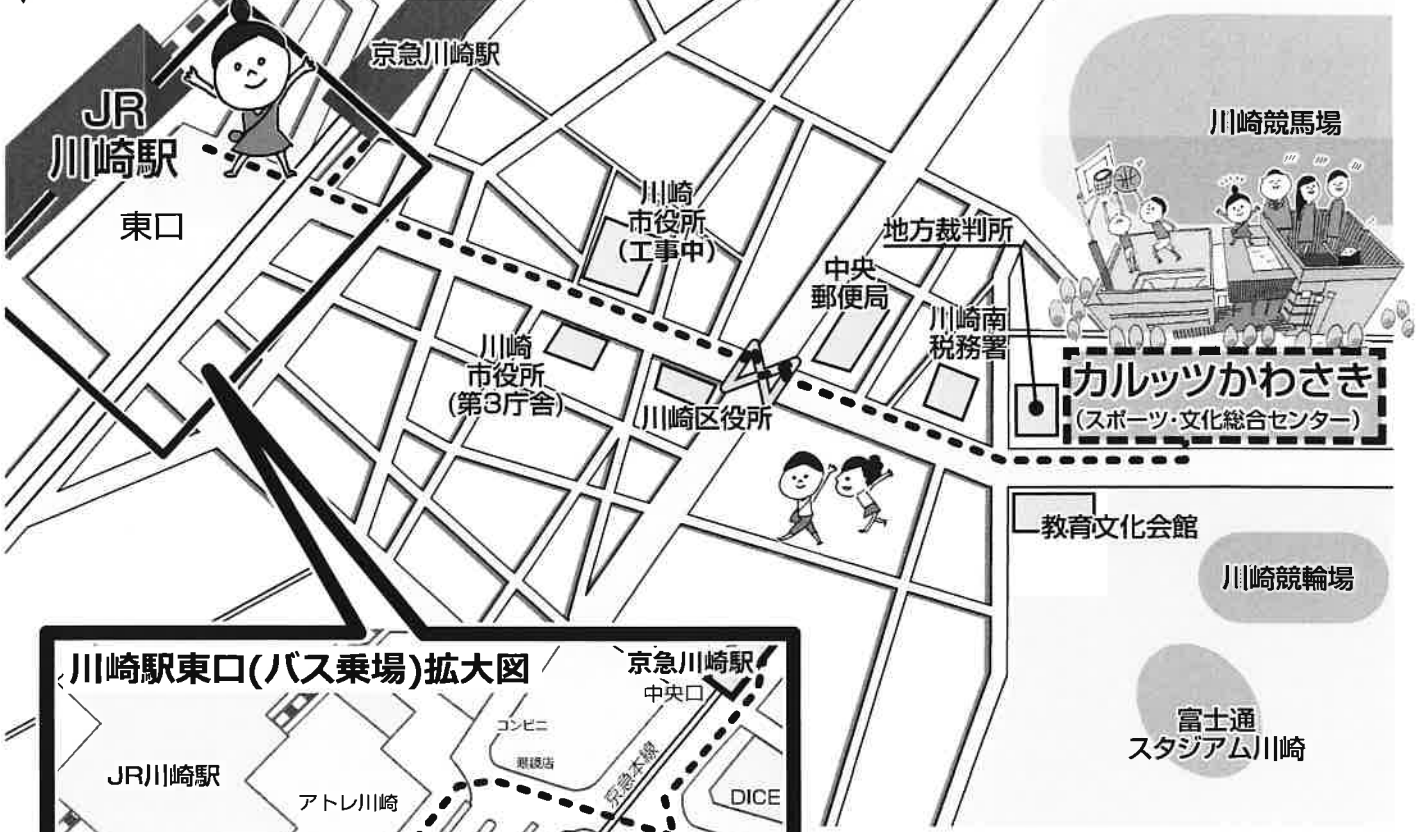 京急川崎駅
JR
川崎駅
東口
川崎競馬場
川崎
市役所
(工事中)
地方裁判所
中央
郵便局
川崎南
税務署
川崎
市役所
(第3庁舎)
川崎区役所
カルッツかわさき
(スポーツ・文化総合センター)
教育文化会館
川崎競輪場
富士通
スタジアム川崎
川崎駅東口(バス乗場)拡大図
京急川崎駅
中央口
コンビニ
眼鏡店
京急本線
JR川崎駅
アトレ川崎
DICE